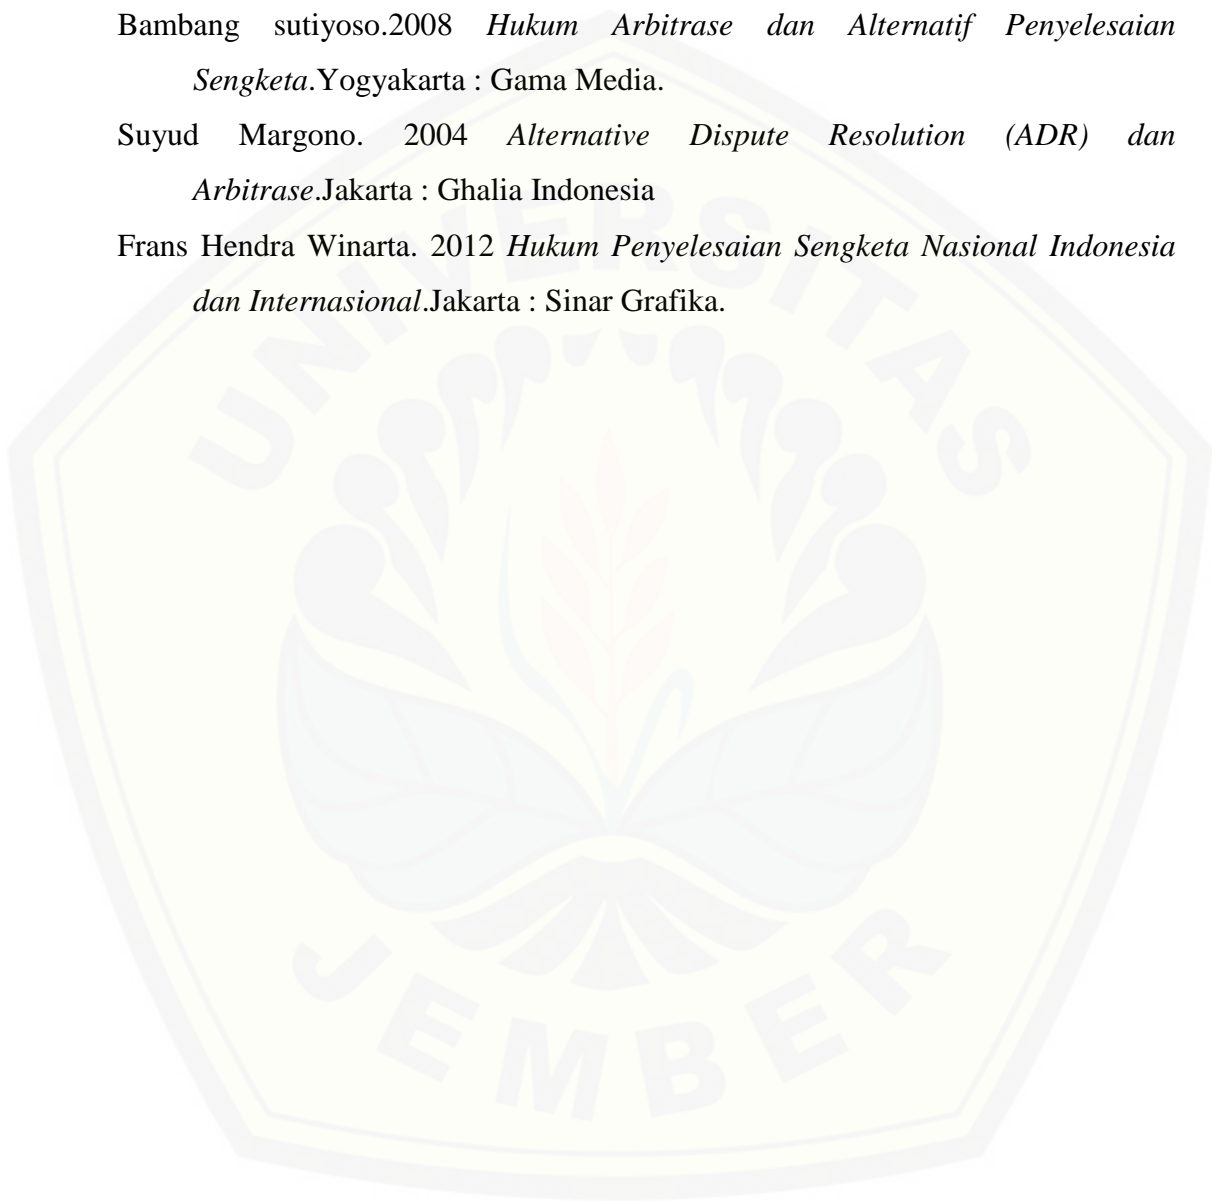 Bambang sutiyoso.2008 Hukum Arbitrase dan Alternatif Penyelesaian
Sengketa.Yogyakarta : Gama Media.
Suyud Margono. 2004 Alternative Dispute Resolution (ADR) dan
Arbitrase.Jakarta : Ghalia Indonesia
Frans Hendra Winarta. 2012 Hukum Penyelesaian Sengketa Nasional Indonesia
dan Internasional.Jakarta : Sinar Grafika.
UNIVERSITAS
JEMBER